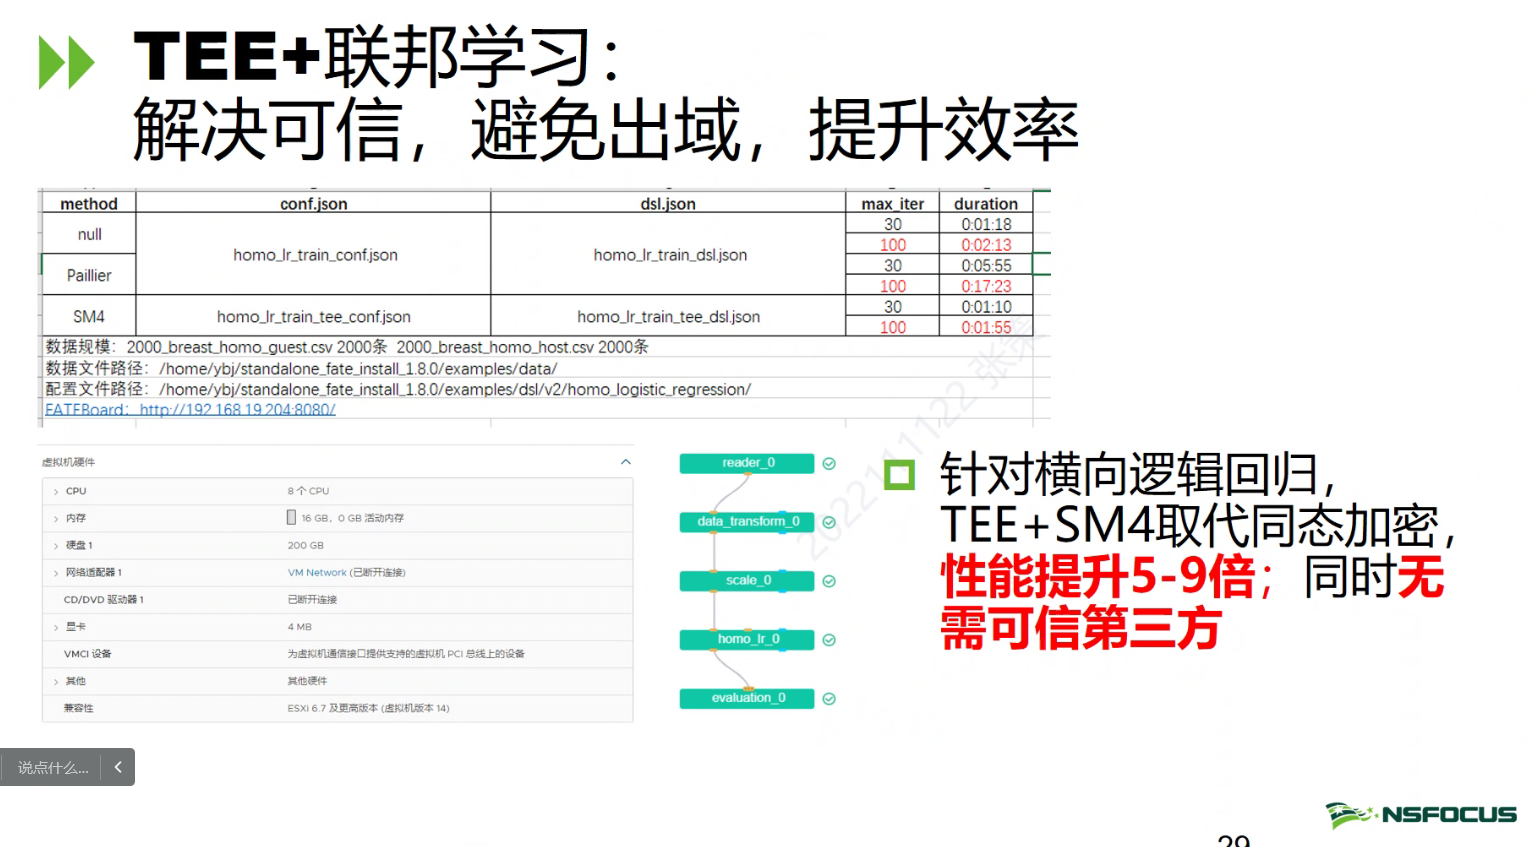 TEE+联邦学习：
解决可信，避免出域，提升效率
method conf.json dsl.json max_iter duration
null homo_lr_train_conf.json homo_lr_train_dsl.json 30 0:01:18
100 0:02:13
Paillier 30 0:05:55
100 0:17:23
SM4 homo_lr_train_tee_conf.json homo_lr_train_tee_dsl.json 30 0:01:10
100 0:01:55
数据规模：2000_breast_homo_guest.csv 2000条 2000_breast_homo_host.csv 2000条
数据文件路径：/home/ybj/standalone_fate_install_1.8.0/examples/data/
配置文件路径：/home/ybj/standalone_fate_install_1.8.0/examples/dsl/v2/homo_logistic_regression/
FATEBoard：http://192.168.19.204:8080/
虚拟机硬件
CPU 8 个 CPU
内存 16 GB，0 GB 活动内存
硬盘 1 200 GB
网络适配器 1 VM Network (已断开连接)
CD/DVD 驱动器 1 已断开连接
显卡 4 MB
VMCI 设备 为虚拟机通信接口提供支持的虚拟机 PCI 总线上的设备
其他 其他硬件
兼容性 ESXi 6.7 及更高版本 (虚拟机版本 14)
reader_0
data_transform_0
scale_0
homo_lr_0
evaluation_0
针对横向逻辑回归，
TEE+SM4取代同态加密，
性能提升5-9倍；同时无
需可信第三方
说点什么...
NSFOCUS
29